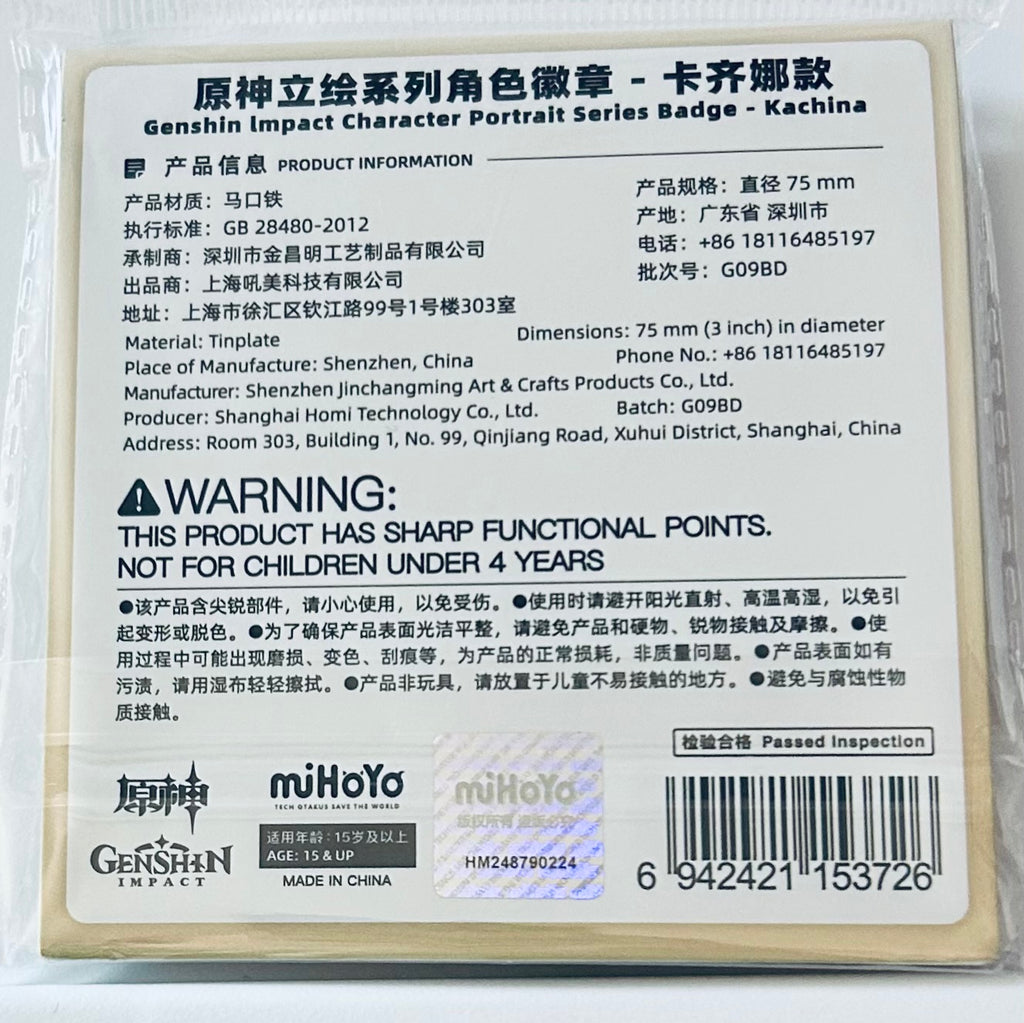 原神立绘系列角色徽章 - 卡齐娜款
Genshin Impact Character Portrait Series Badge - Kachina
产品信息 PRODUCT INFORMATION
产品材质：马口铁
产品规格：直径 75 mm
执行标准：GB 28480-2012
产地：广东省 深圳市
承制商：深圳市金昌明工艺制品有限公司
电话：+86 18116485197
出品商：上海吼美科技有限公司
批次号：G09BD
地址：上海市徐汇区钦江路99号1号楼303室
Material: Tinplate
Dimensions: 75 mm (3 inch) in diameter
Place of Manufacture: Shenzhen, China
Phone No.: +86 18116485197
Manufacturer: Shenzhen Jinchangming Art & Crafts Products Co., Ltd.
Producer: Shanghai Homi Technology Co., Ltd.
Batch: G09BD
Address: Room 303, Building 1, No. 99, Qinjiang Road, Xuhui District, Shanghai, China
WARNING:
THIS PRODUCT HAS SHARP FUNCTIONAL POINTS.
NOT FOR CHILDREN UNDER 4 YEARS
●该产品含尖锐部件，请小心使用，以免受伤。●使用时请避开阳光直射、高温高湿，以免引
起变形或脱色。●为了确保产品表面光洁平整，请避免产品和硬物、锐物接触及摩擦。●使
用过程中可能出现磨损、变色、刮痕等，为产品的正常损耗，非质量问题。●产品表面如有
污渍，请用湿布轻轻擦拭。●产品非玩具，请放置于儿童不易接触的地方。●避免与腐蚀性物
质接触。
检验合格 Passed Inspection
原神
GENSHIN
IMPACT
miHoYo
TECH OTAKUS SAVE THE WORLD
适用年龄：15岁及以上
AGE: 15 & UP
MADE IN CHINA
miHoYo
版权所有 盗版必究
HM248790224
6 942421 153726